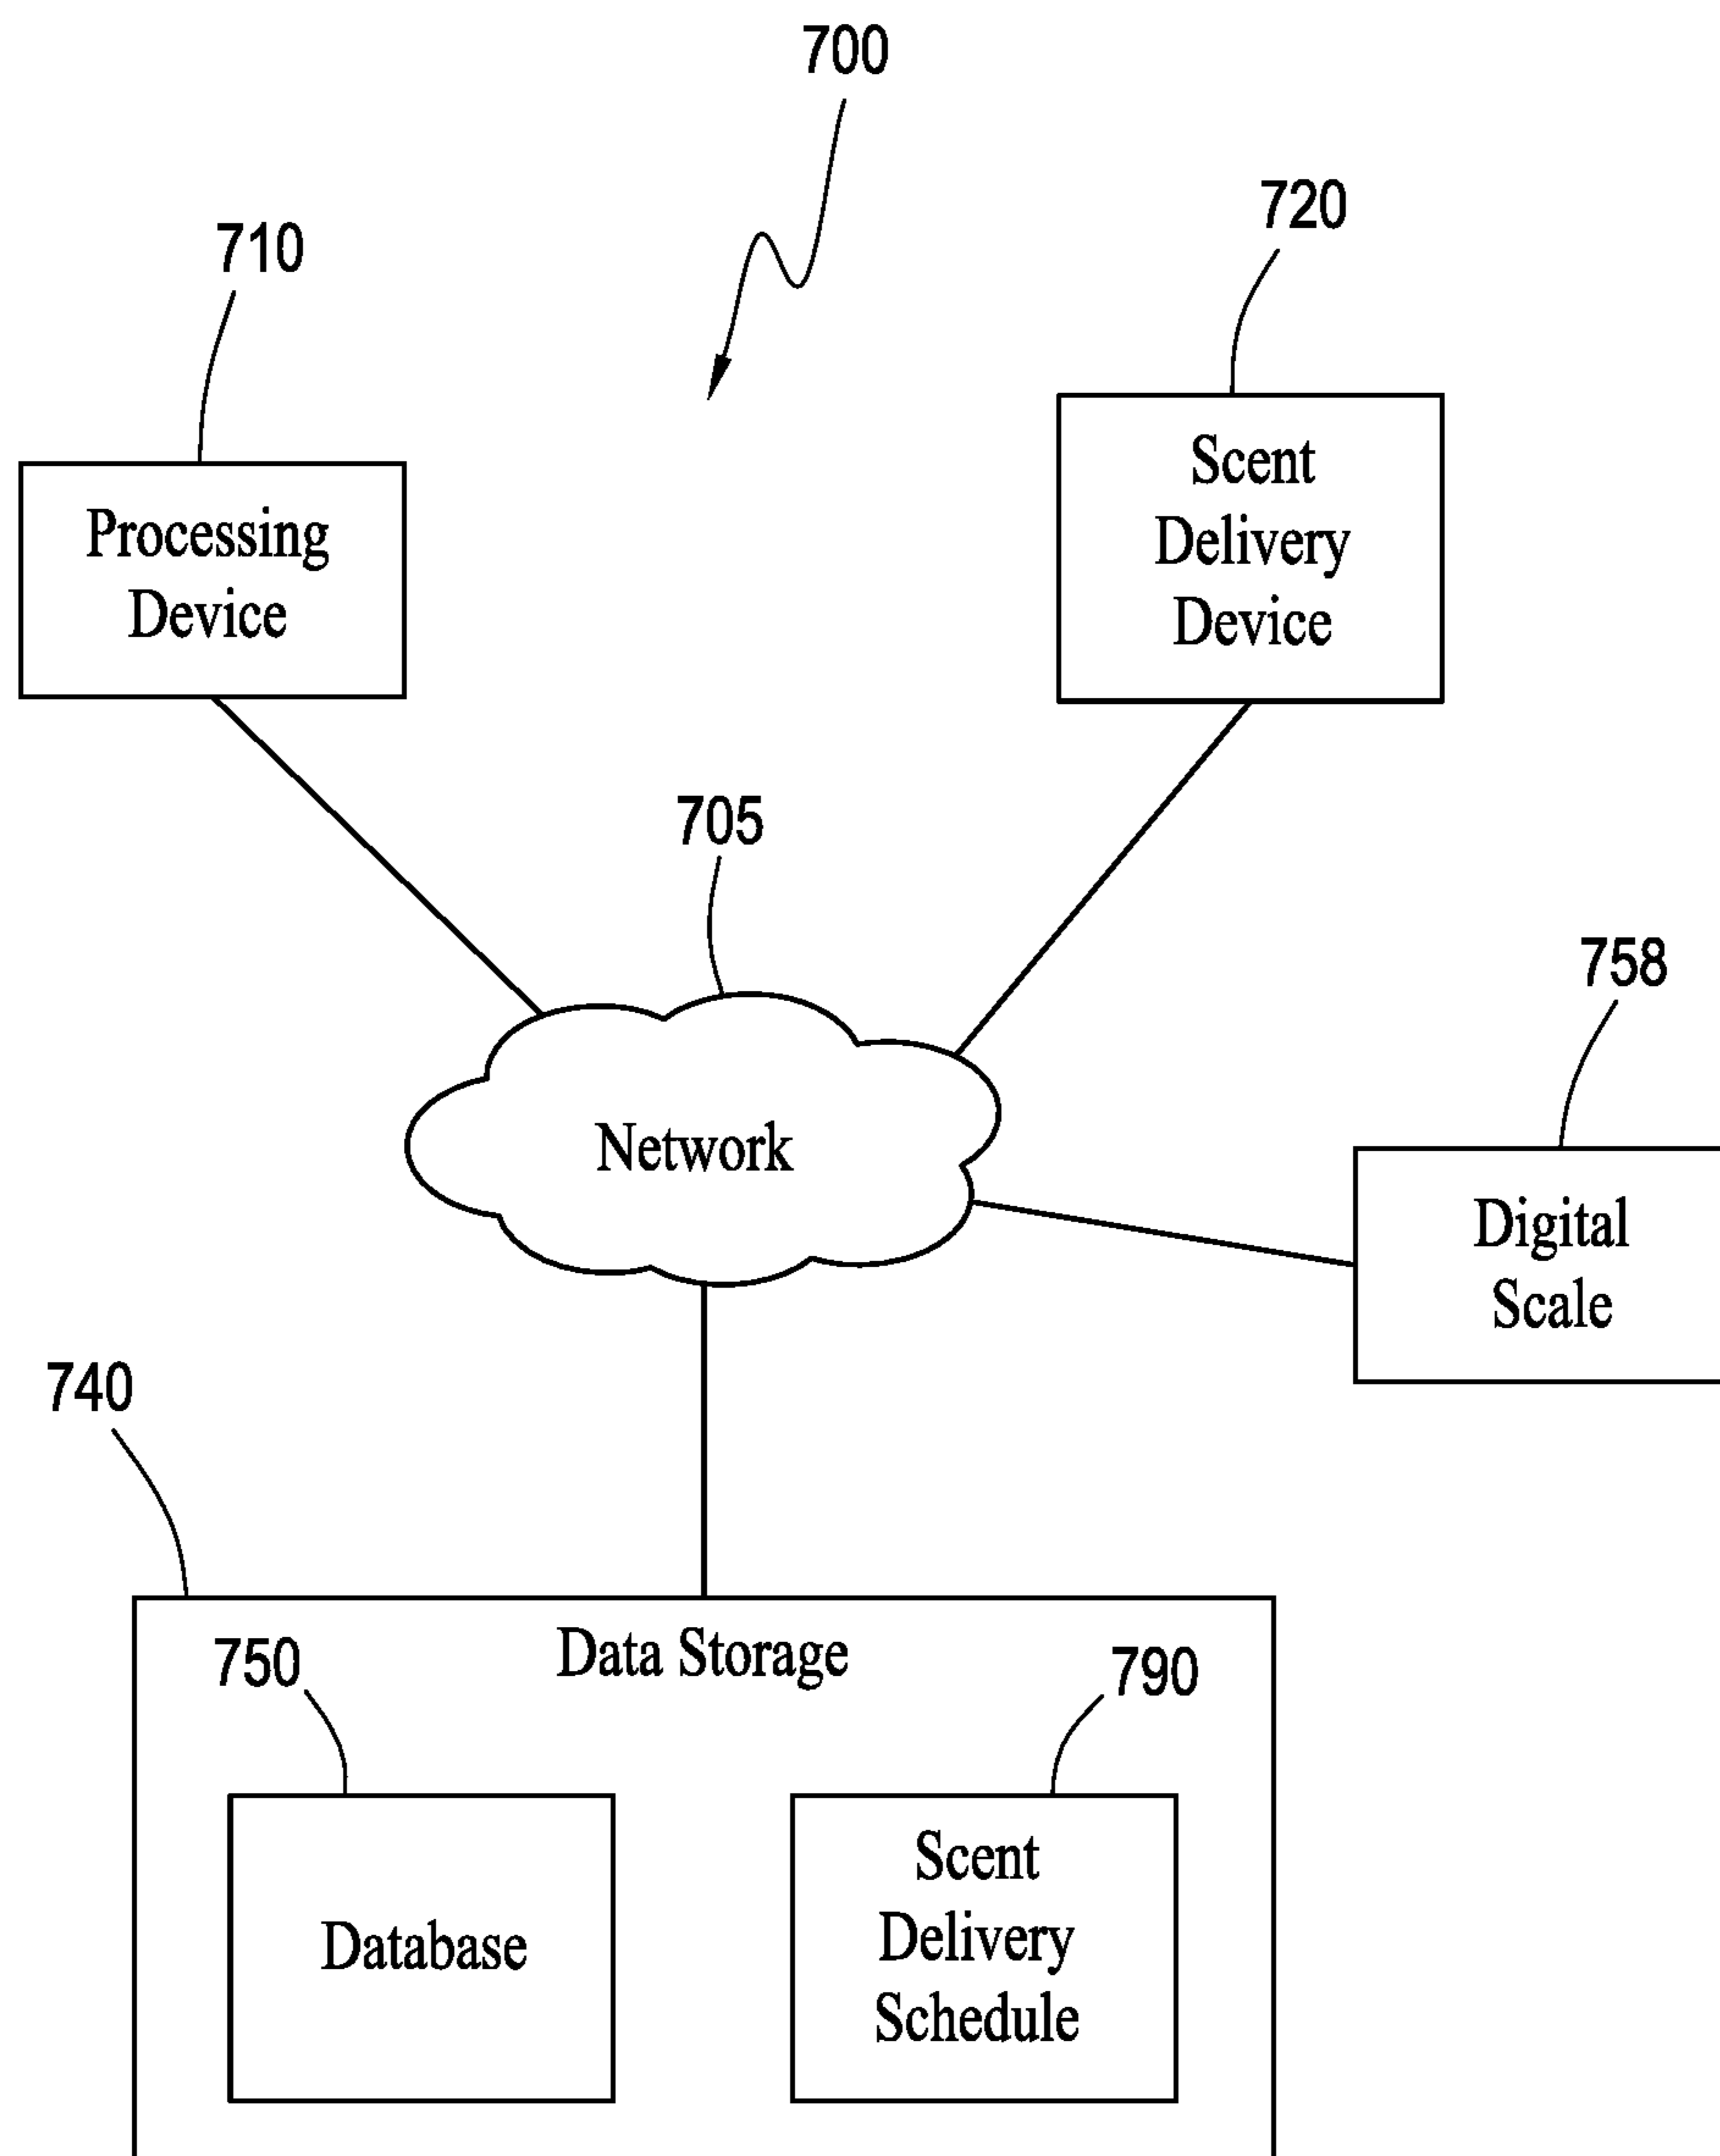 700
720
710
Scent
Delivery
Device
Processing
Device
705
758
Network
Digital
Scale
740
Data Storage
750
790
Scent
Delivery
Schedule
Database